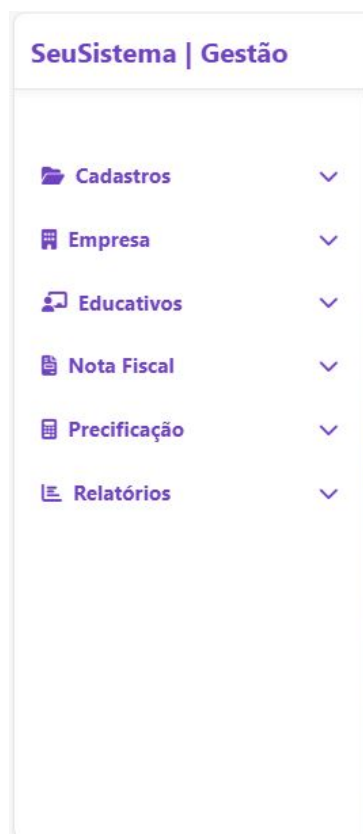 SeuSistema | Gestão
Cadastros
Empresa
Educativos
Nota Fiscal
Precificação
Relatórios